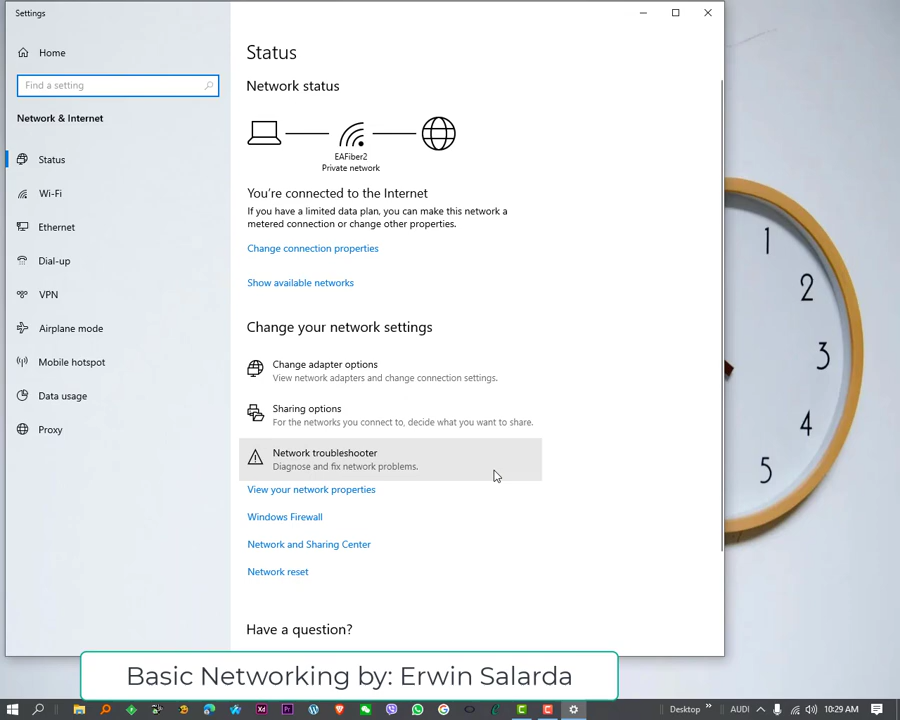 Settings
Home
Find a setting
Network & Internet
Status
Wi-Fi
Ethernet
Dial-up
VPN
Airplane mode
Mobile hotspot
Data usage
Proxy
Status
Network status
EAFiber2
Private network
You're connected to the Internet
If you have a limited data plan, you can make this network a
metered connection or change other properties.
Change connection properties
Show available networks
Change your network settings
Change adapter options
View network adapters and change connection settings.
Sharing options
For the networks you connect to, decide what you want to share.
Network troubleshooter
Diagnose and fix network problems.
View your network properties
Windows Firewall
Network and Sharing Center
Network reset
Have a question?
1
2
3
4
5
Basic Networking by: Erwin Salarda
Xd
Pr
Desktop
AUDI
10:29 AM